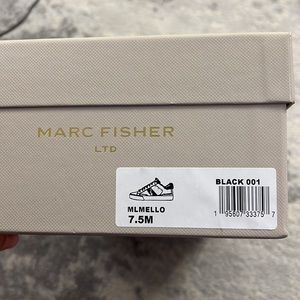 MARC FISHER
LTD
BLACK 001
MLMELLO
7.5M
1 95607 33375 7